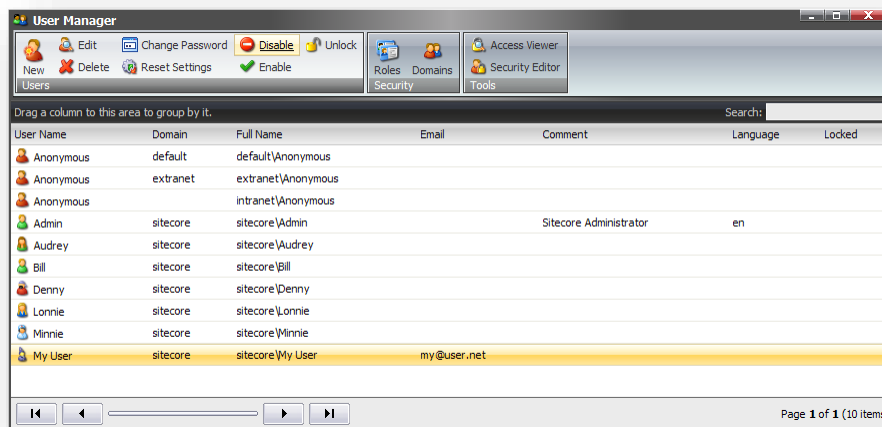 User Manager
New Edit Change Password Disable Unlock
Delete Reset Settings Enable
Users
Roles Domains
Security
Access Viewer
Security Editor
Tools
Drag a column to this area to group by it. Search:
User Name Domain Full Name Email Comment Language Locked
Anonymous default default\Anonymous
Anonymous extranet extranet\Anonymous
Anonymous intranet\Anonymous
Admin sitecore sitecore\Admin Sitecore Administrator en
Audrey sitecore sitecore\Audrey
Bill sitecore sitecore\Bill
Denny sitecore sitecore\Denny
Lonnie sitecore sitecore\Lonnie
Minnie sitecore sitecore\Minnie
My User sitecore sitecore\My User my@user.net
Page 1 of 1 (10 items